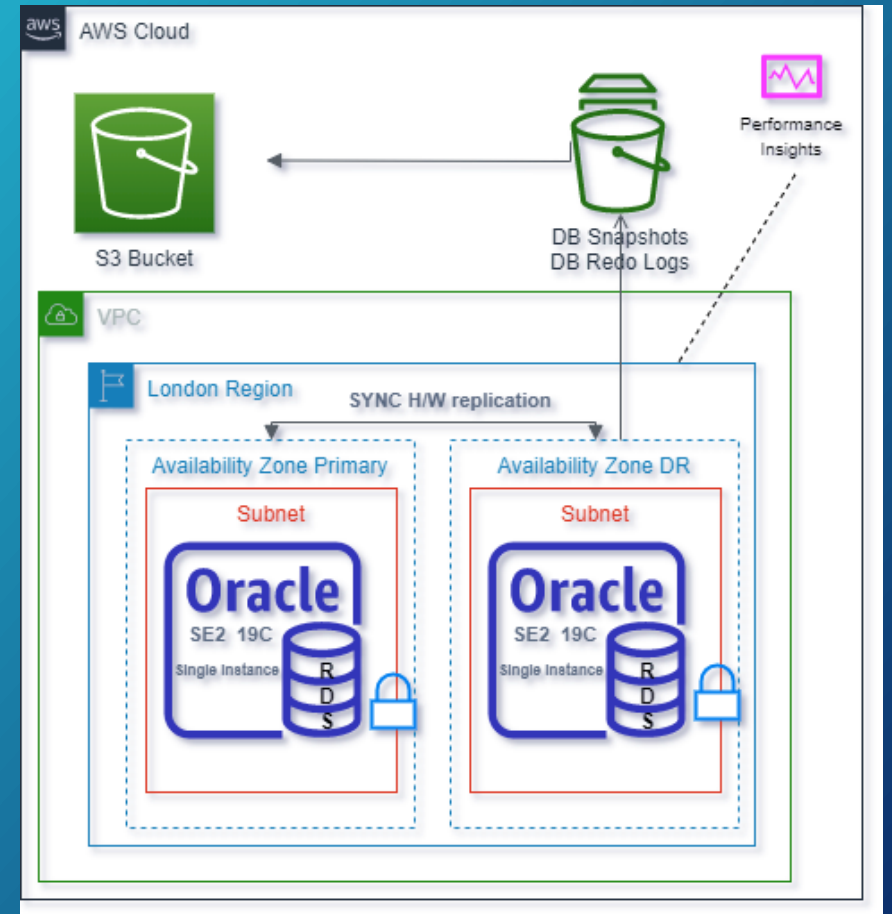 aws
AWS Cloud
Performance
Insights
S3 Bucket
DB Snapshots
DB Redo Logs
VPC
London Region
SYNC H/W replication
Availability Zone Primary
Subnet
Oracle
SE2 19C
Single Instance
R
D
S
Availability Zone DR
Subnet
Oracle
SE2 19C
Single Instance
R
D
S